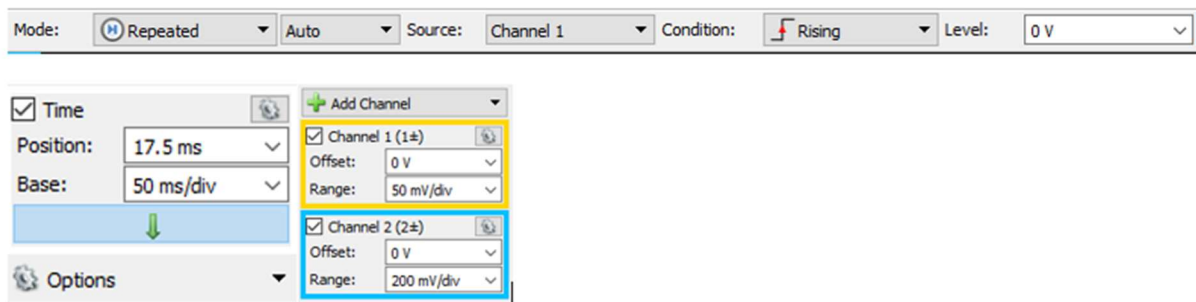 Mode: Repeated Auto Source: Channel 1 Condition: Rising Level: 0 V
Time
Position: 17.5 ms
Base: 50 ms/div
Options
Add Channel
Channel 1 (1±)
Offset: 0 V
Range: 50 mV/div
Channel 2 (2±)
Offset: 0 V
Range: 200 mV/div